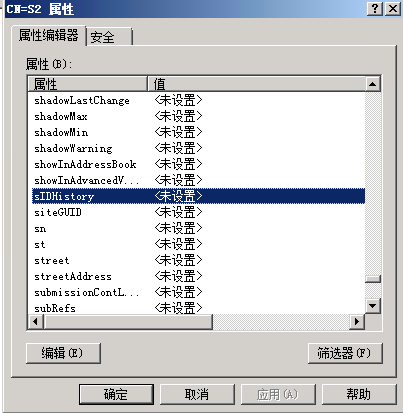 CN=S2 属性
属性编辑器 安全
属性(B):
属性 值
shadowLastChange <未设置>
shadowMax <未设置>
shadowMin <未设置>
shadowWarning <未设置>
showInAddressBook <未设置>
showInAdvancedV... <未设置>
sIDHistory <未设置>
siteGUID <未设置>
sn <未设置>
st <未设置>
street <未设置>
streetAddress <未设置>
submissionContL... <未设置>
subRefs <未设置>
编辑(E) 筛选器(F)
确定 取消 应用(A) 帮助